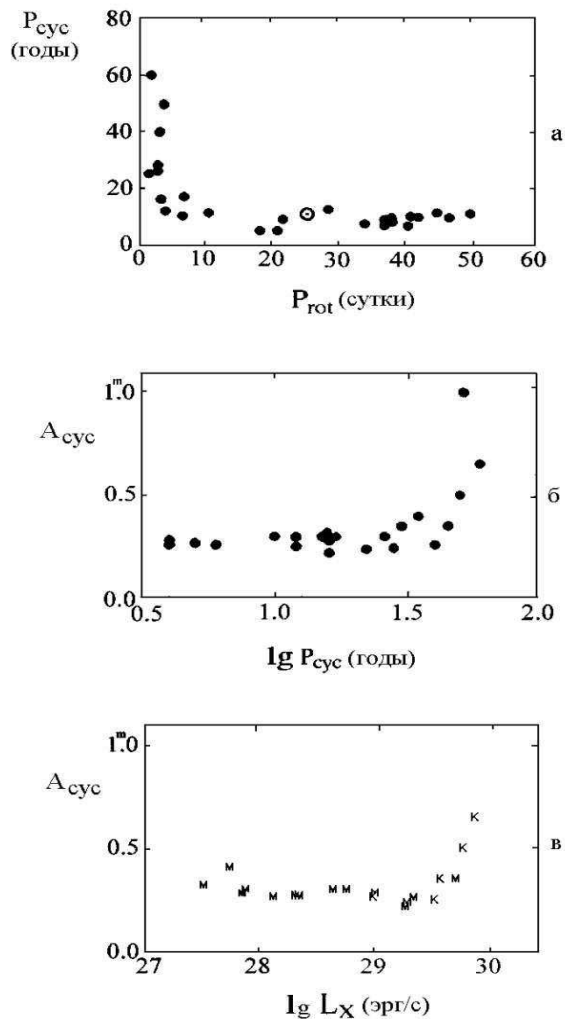 P_cyc
(годы)
80
60
40
20
0
а
0 10 20 30 40 50 60
P_rot (сутки)
1.ᵐ0
A_cyc
0.5
0.0
б
0.5 1.0 1.5 2.0
lg P_cyc (годы)
1.ᵐ0
A_cyc
0.5
0.0
в
M M M M M M M M M M K K M M M K K M K K
27 28 29 30
lg L_X (эрг/с)